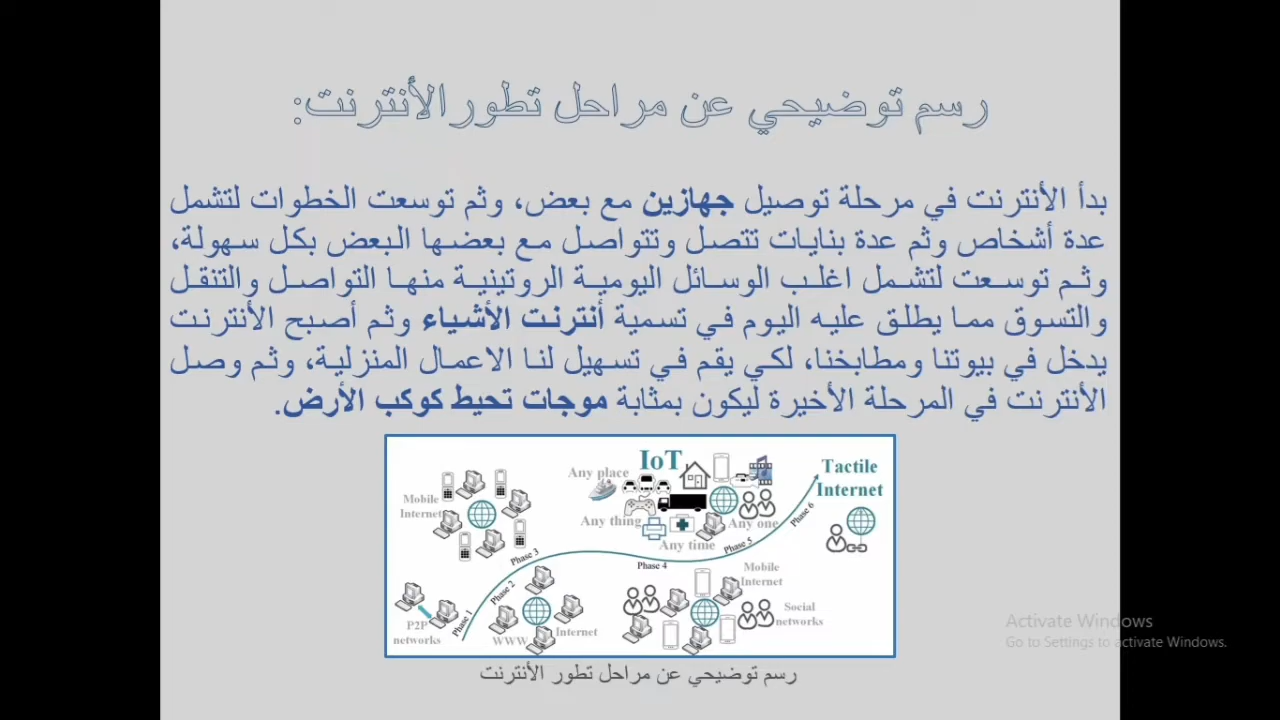 رسم توضيحي عن مراحل تطور الأنترنت:
بدأ الأنترنت في مرحلة توصيل جهازين مع بعض، وثم توسعت الخطوات لتشمل
عدة أشخاص وثم عدة بنايات تتصل وتتواصل مع بعضها البعض بكل سهولة،
وثم توسعت لتشمل اغلب الوسائل اليومية الروتينية منها التواصل والتنقل
والتسوق مما يطلق عليه اليوم في تسمية أنترنت الأشياء وثم أصبح الأنترنت
يدخل في بيوتنا ومطابخنا، لكي يقم في تسهيل لنا الاعمال المنزلية، وثم وصل
الأنترنت في المرحلة الأخيرة ليكون بمثابة موجات تحيط كوكب الأرض.
IoT
Any place
Any thing
Any time
Any one
Tactile
Internet
Mobile
Internet
Phase 1
Phase 2
Phase 3
Phase 4
Phase 5
Phase 6
P2P
networks
WWW
Internet
Mobile
Internet
Social
networks
رسم توضيحي عن مراحل تطور الأنترنت
Activate Windows
Go to Settings to activate Windows.